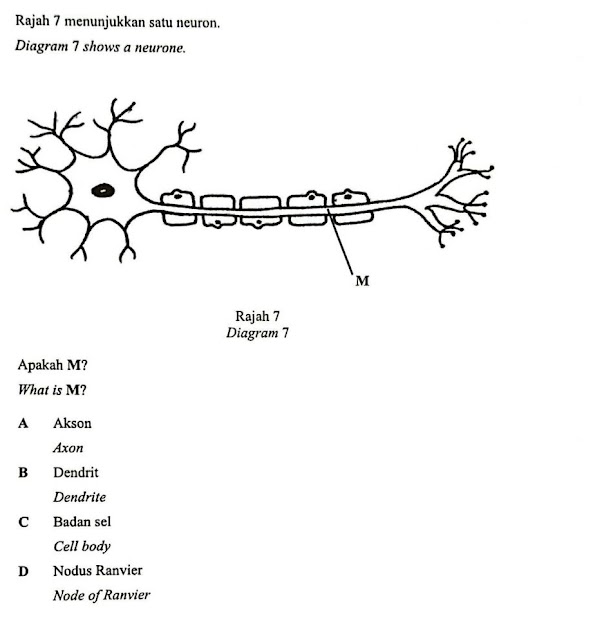 Rajah 7 menunjukkan satu neuron.
Diagram 7 shows a neurone.
M
Rajah 7
Diagram 7
Apakah M?
What is M?
A Akson
Axon
B Dendrit
Dendrite
C Badan sel
Cell body
D Nodus Ranvier
Node of Ranvier